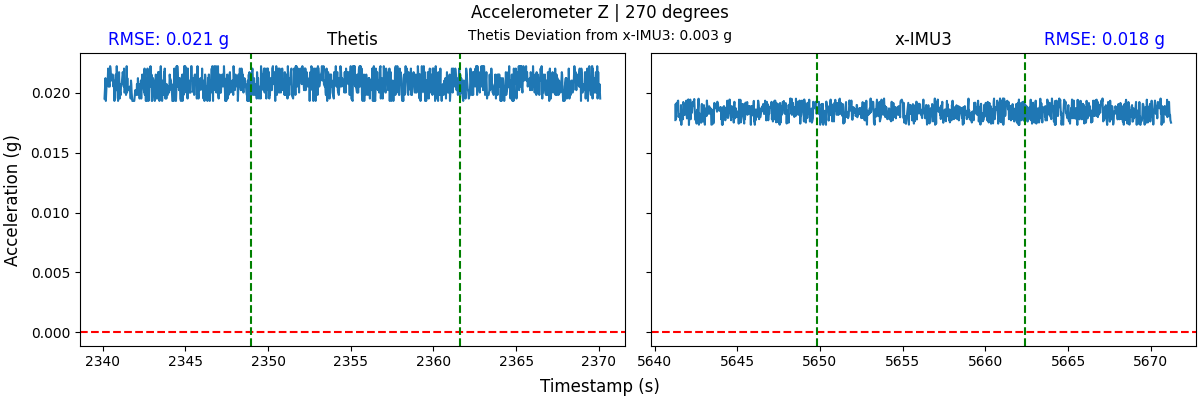 Accelerometer Z | 270 degrees
RMSE: 0.021 g
Thetis
Thetis Deviation from x-IMU3: 0.003 g
x-IMU3
RMSE: 0.018 g
Acceleration (g)
0.020
0.015
0.010
0.005
0.000
2340 2345 2350 2355 2360 2365 2370
5640 5645 5650 5655 5660 5665 5670
Timestamp (s)